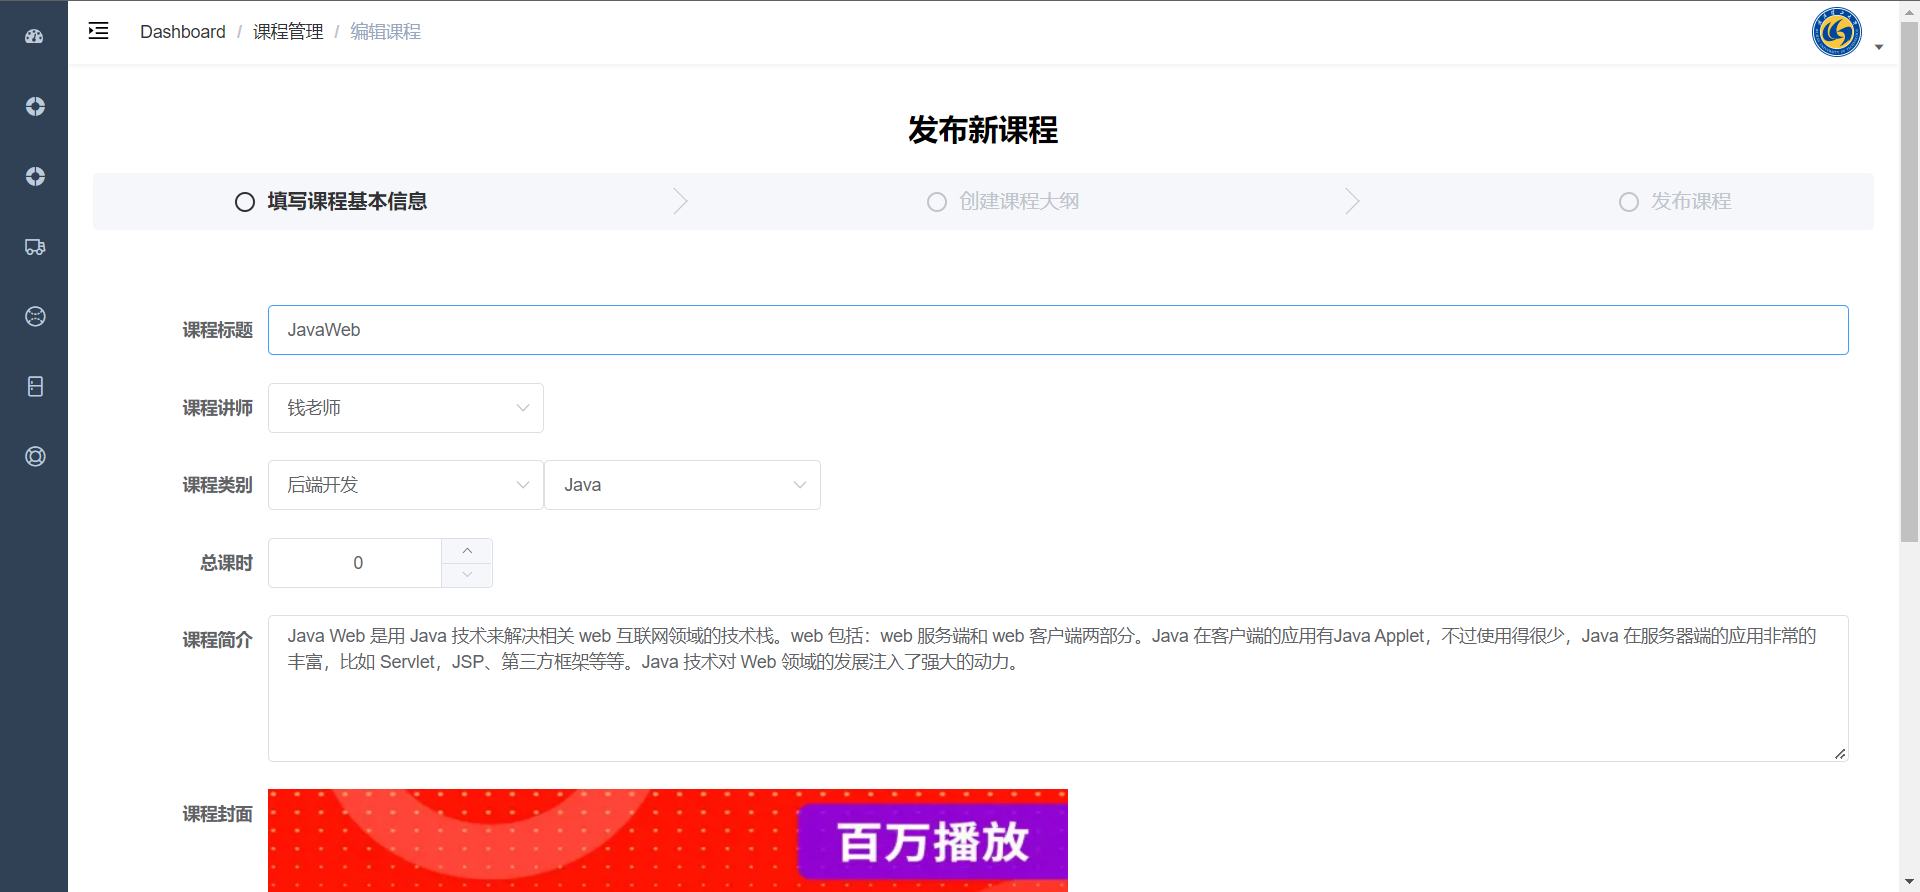 Dashboard / 课程管理 / 编辑课程
发布新课程
填写课程基本信息
创建课程大纲
发布课程
课程标题
JavaWeb
课程讲师
钱老师
课程类别
后端开发
Java
总课时
0
课程简介
Java Web 是用 Java 技术来解决相关 web 互联网领域的技术栈。web 包括：web 服务端和 web 客户端两部分。Java 在客户端的应用有Java Applet，不过使用得很少，Java 在服务器端的应用非常的
丰富，比如 Servlet，JSP、第三方框架等等。Java 技术对 Web 领域的发展注入了强大的动力。
课程封面
百万播放